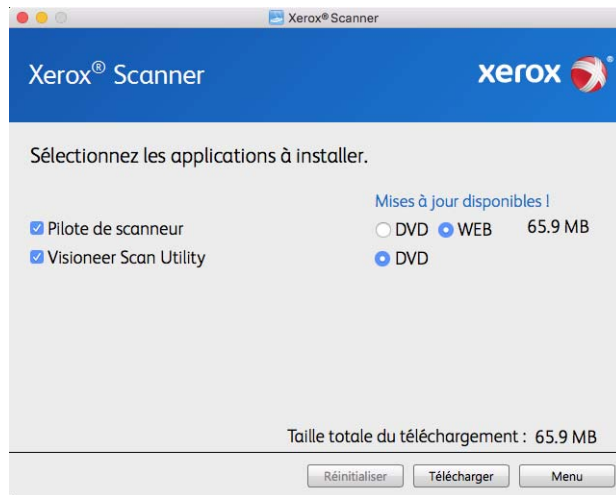 Xerox® Scanner
Xerox® Scanner
xerox
Sélectionnez les applications à installer.
Mises à jour disponibles !
Pilote de scanneur DVD WEB 65.9 MB
Visioneer Scan Utility DVD
Taille totale du téléchargement : 65.9 MB
Réinitialiser Télécharger Menu